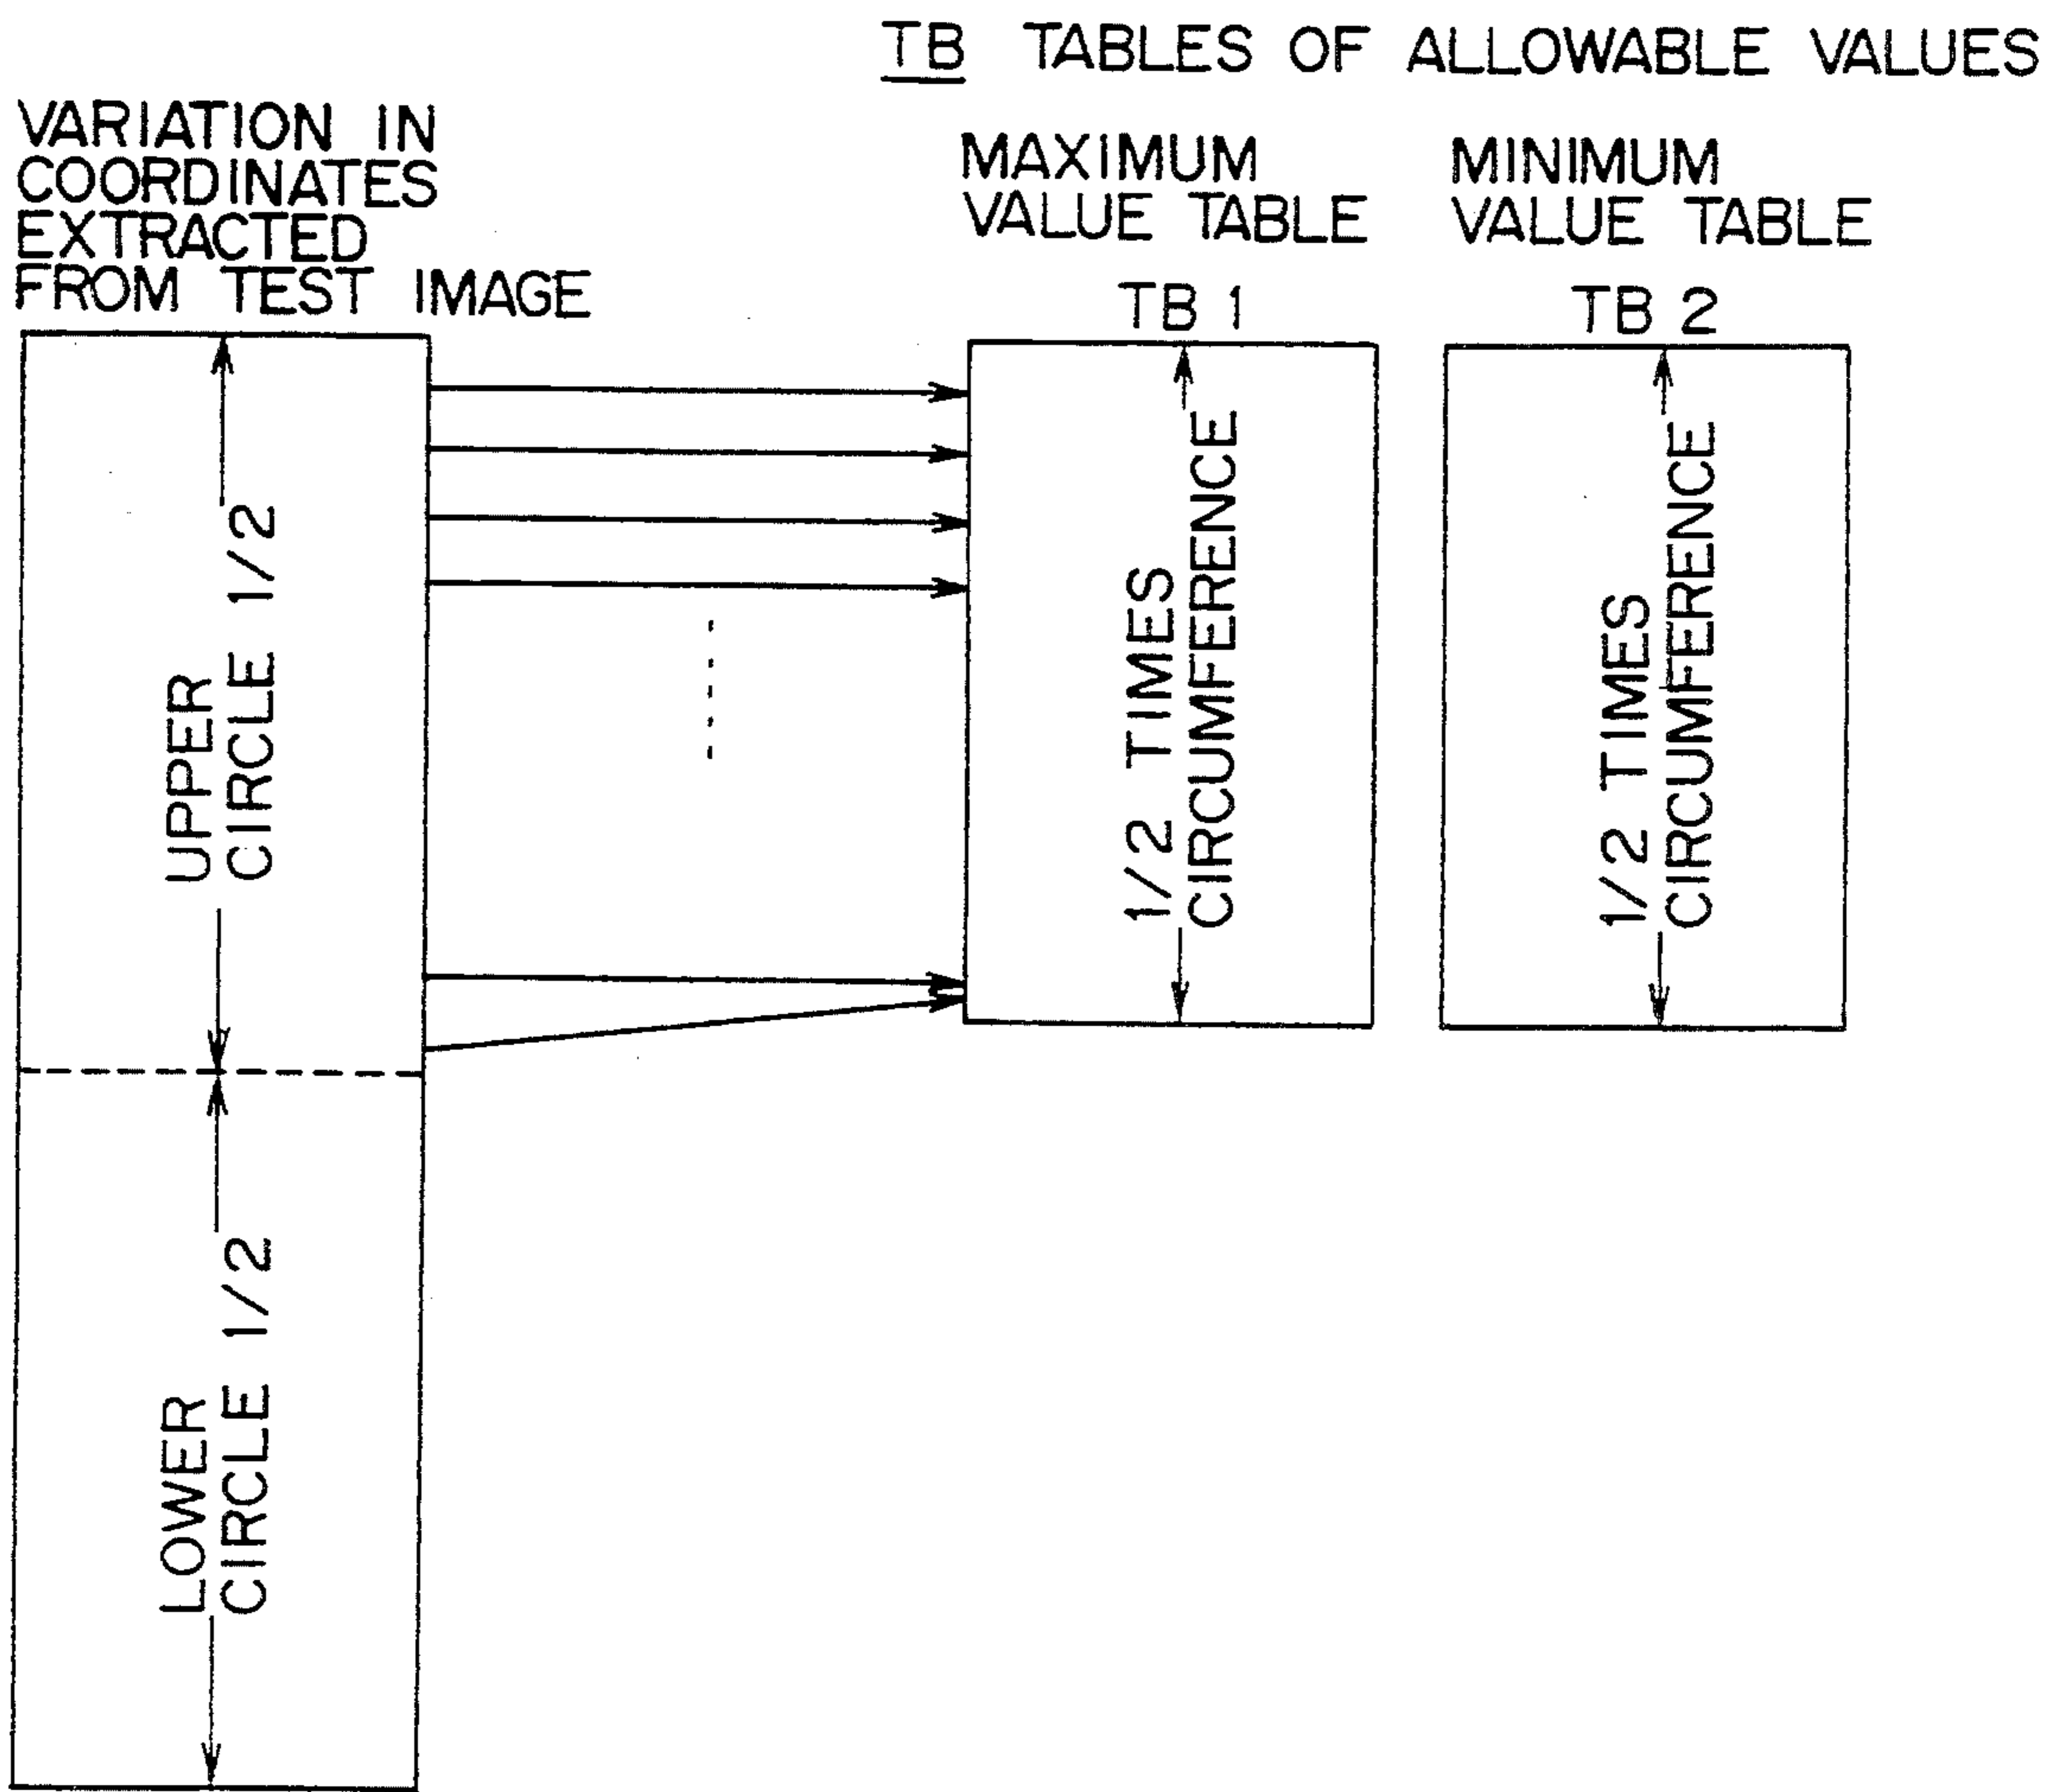 TB TABLES OF ALLOWABLE VALUES
VARIATION IN
COORDINATES
EXTRACTED
FROM TEST IMAGE
MAXIMUM
VALUE TABLE
TB 1
MINIMUM
VALUE TABLE
TB 2
UPPER
CIRCLE 1/2
LOWER
CIRCLE 1/2
1/2 TIMES
CIRCUMFERENCE
1/2 TIMES
CIRCUMFERENCE